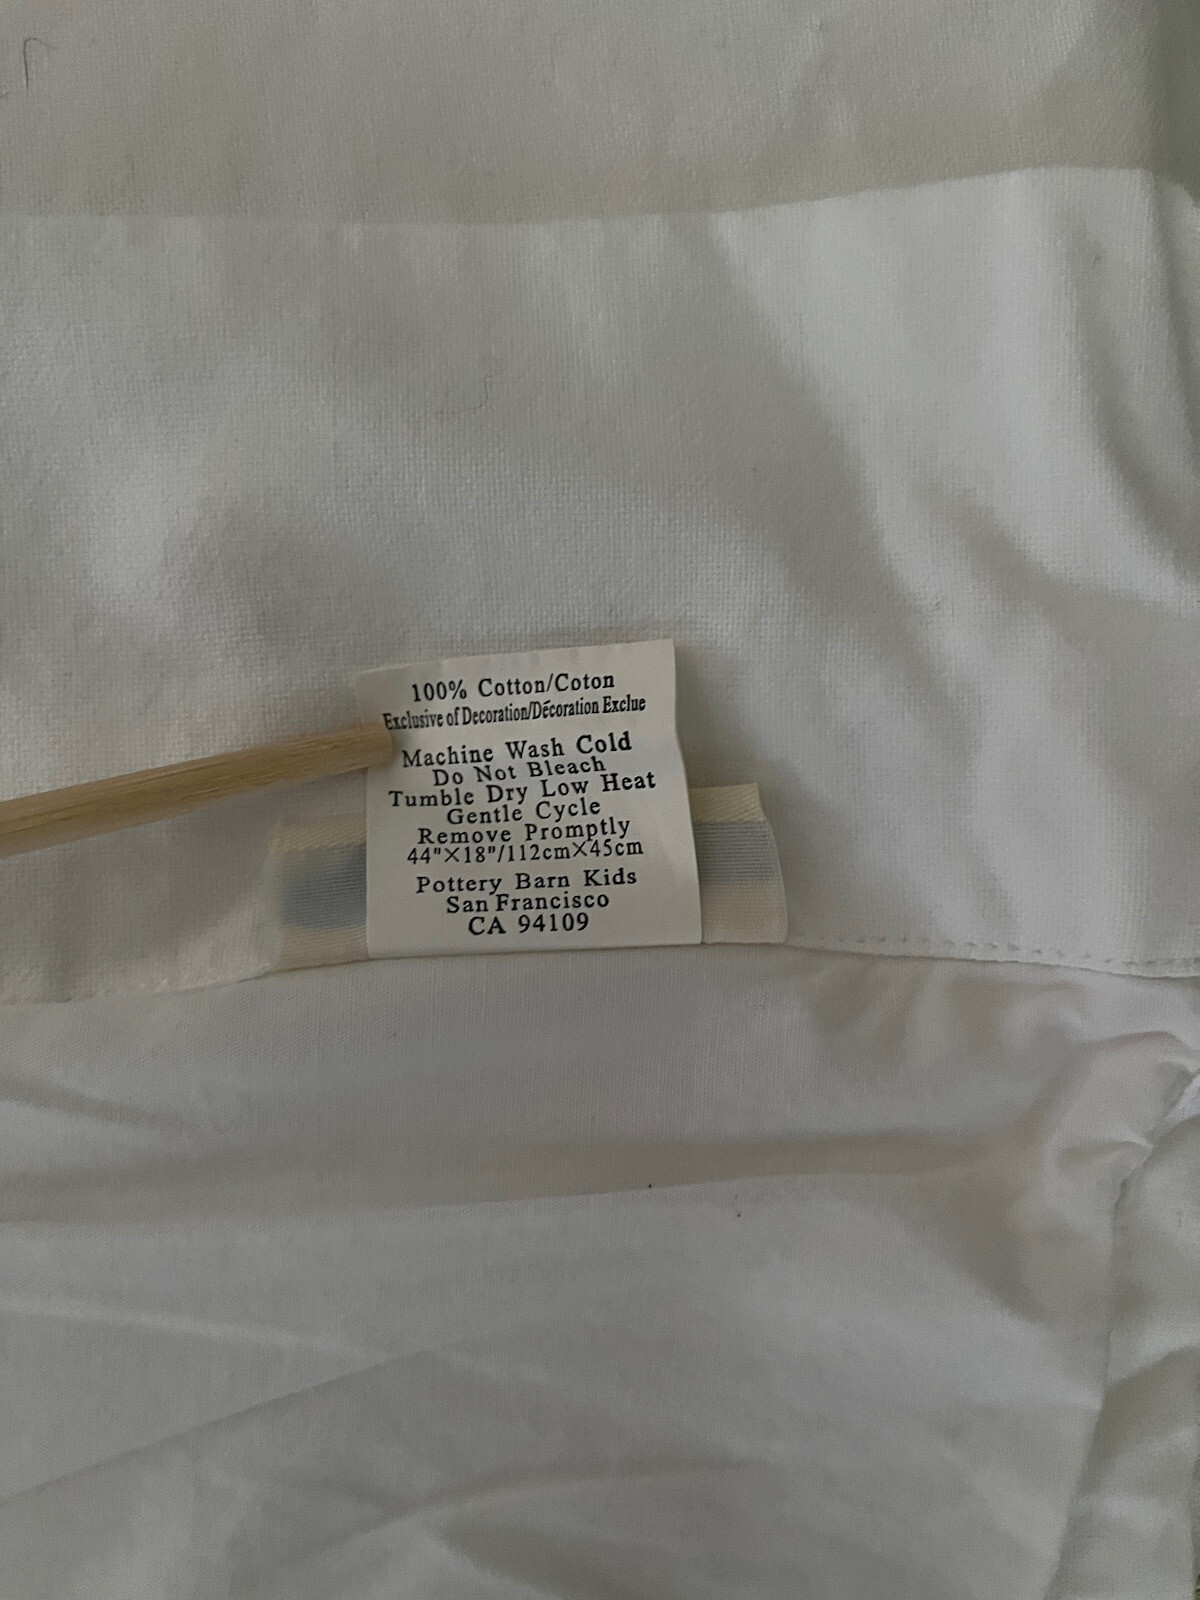 100% Cotton/Coton
Exclusive of Decoration/Décoration Exclue
Machine Wash Cold
Do Not Bleach
Tumble Dry Low Heat
Gentle Cycle
Remove Promptly
44"X18"/112cmX45cm
Pottery Barn Kids
San Francisco
CA 94109